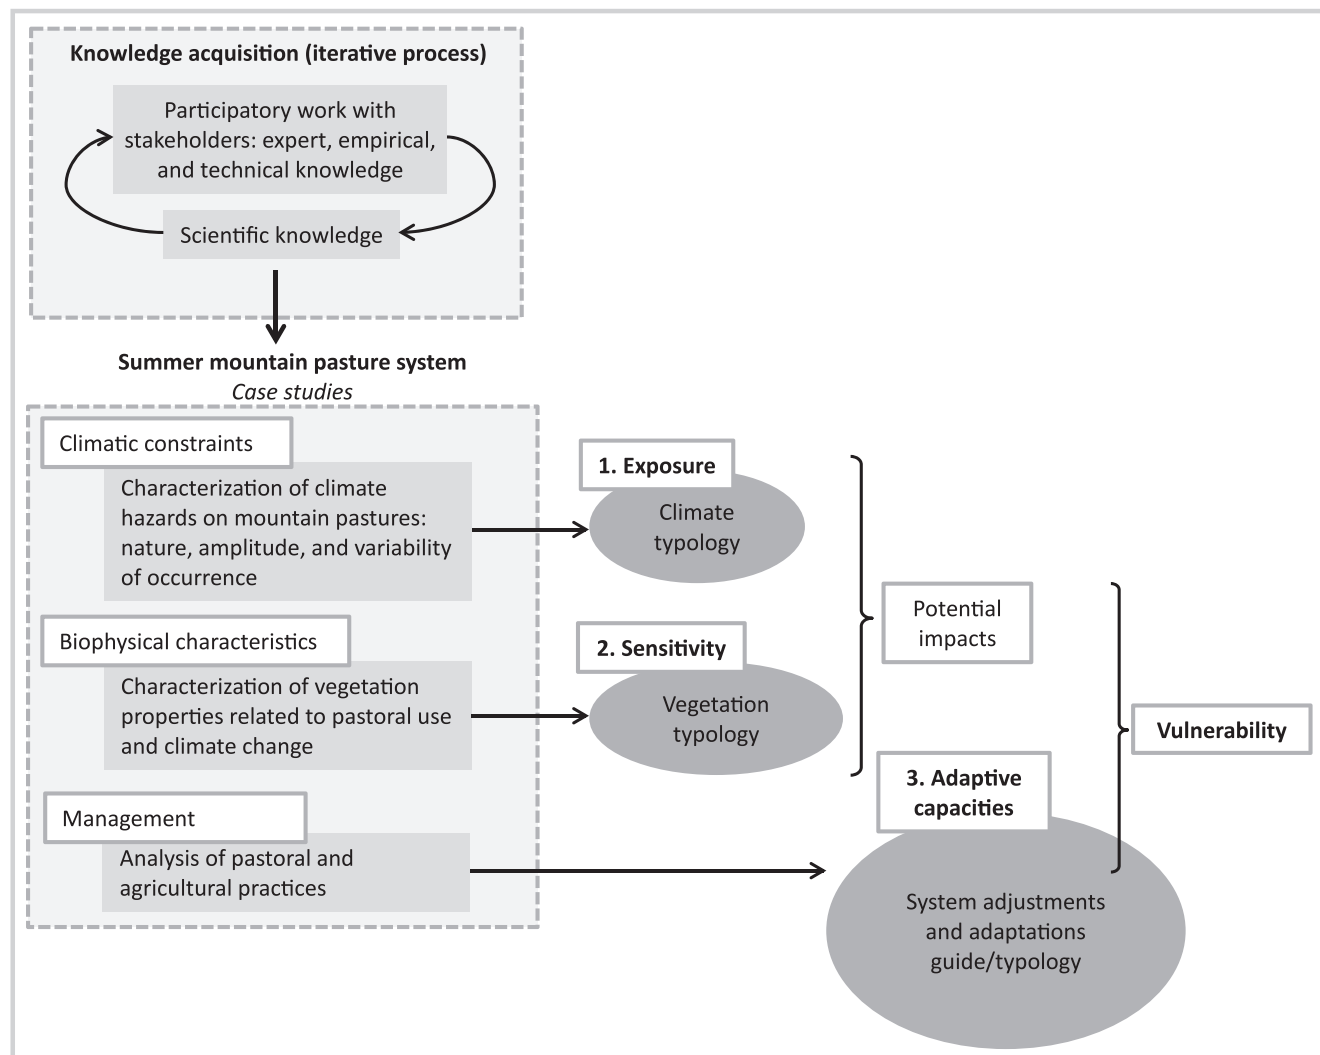 Knowledge acquisition (iterative process)
Participatory work with
stakeholders: expert, empirical,
and technical knowledge
Scientific knowledge
Summer mountain pasture system
Case studies
Climatic constraints
Characterization of climate
hazards on mountain pastures:
nature, amplitude, and variability
of occurrence
1. Exposure
Climate
typology
Biophysical characteristics
Characterization of vegetation
properties related to pastoral use
and climate change
2. Sensitivity
Vegetation
typology
Potential
impacts
Management
Analysis of pastoral and
agricultural practices
3. Adaptive
capacities
System adjustments
and adaptations
guide/typology
Vulnerability